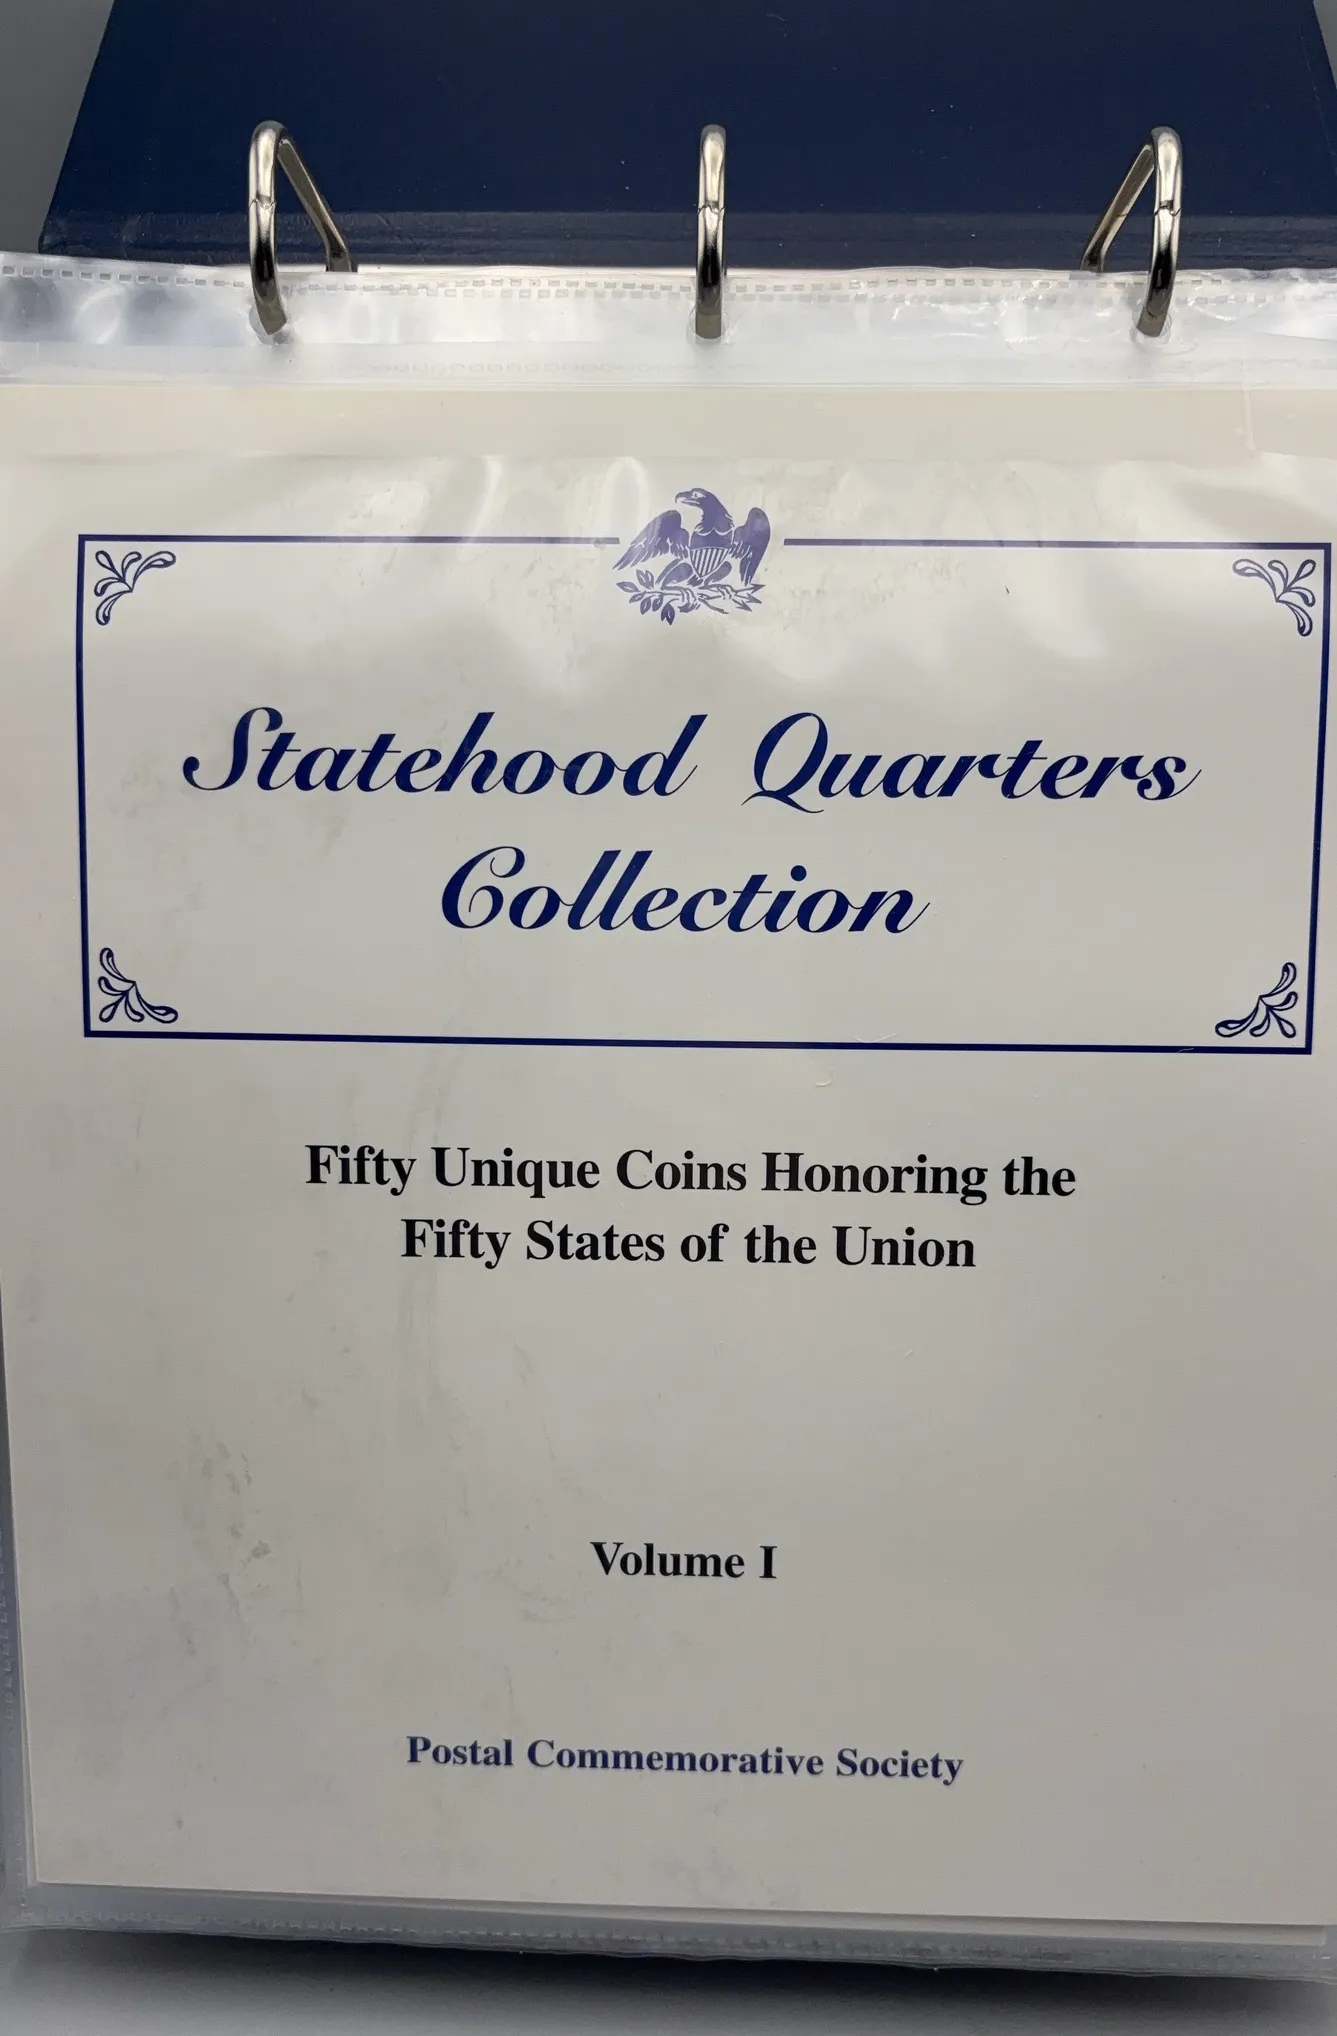 Statehood Quarters
Collection
Fifty Unique Coins Honoring the
Fifty States of the Union
Volume I
Postal Commemorative Society